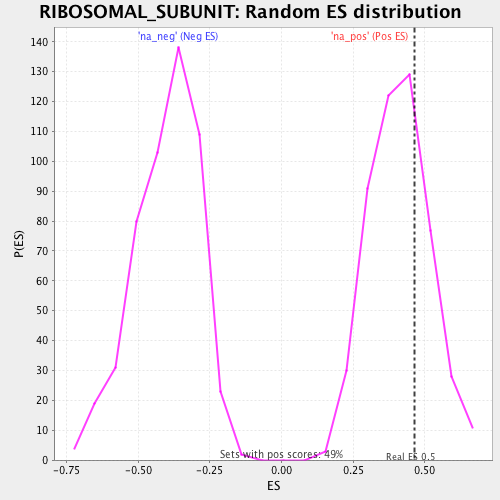 RIBOSOMAL_SUBUNIT: Random ES distribution
'na_neg' (Neg ES)
'na_pos' (Pos ES)
140
130
120
110
100
90
80
70
60
50
40
30
20
10
0
P(ES)
Sets with pos scores: 49%
Real ES 0.5
-0.75 -0.50 -0.25 0.00 0.25 0.50
ES